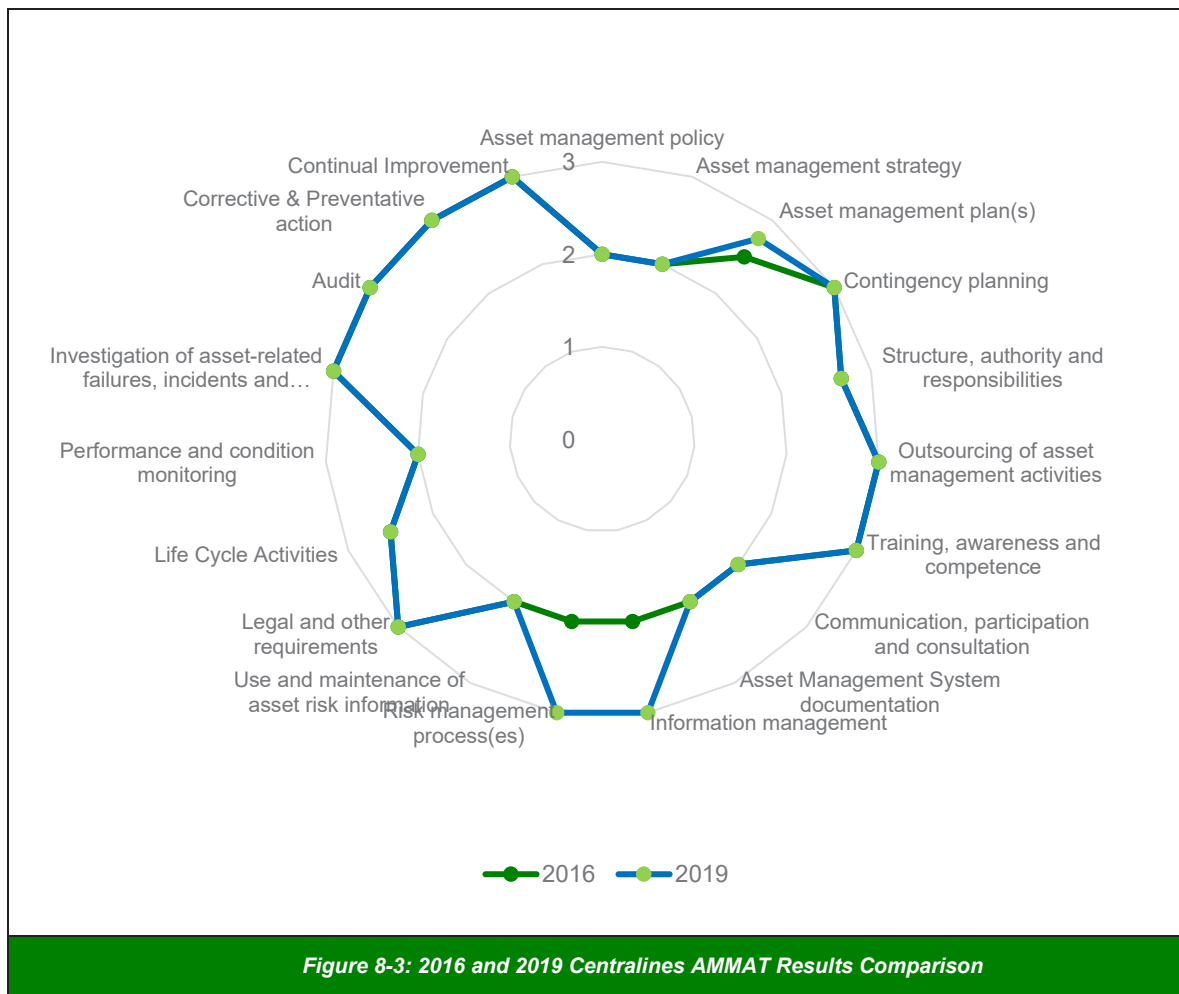 Asset management policy
3
Continual Improvement
Asset management strategy
Corrective & Preventative
action
Asset management plan(s)
2
Audit
Contingency planning
1
Investigation of asset-related
failures, incidents and…
Structure, authority and
responsibilities
0
Performance and condition
monitoring
Outsourcing of asset
management activities
Life Cycle Activities
Training, awareness and
competence
Legal and other
requirements
Communication, participation
and consultation
Use and maintenance of
asset risk information
Asset Management System
documentation
Risk management
process(es)
Information management
2016
2019
Figure 8-3: 2016 and 2019 Centralines AMMAT Results Comparison